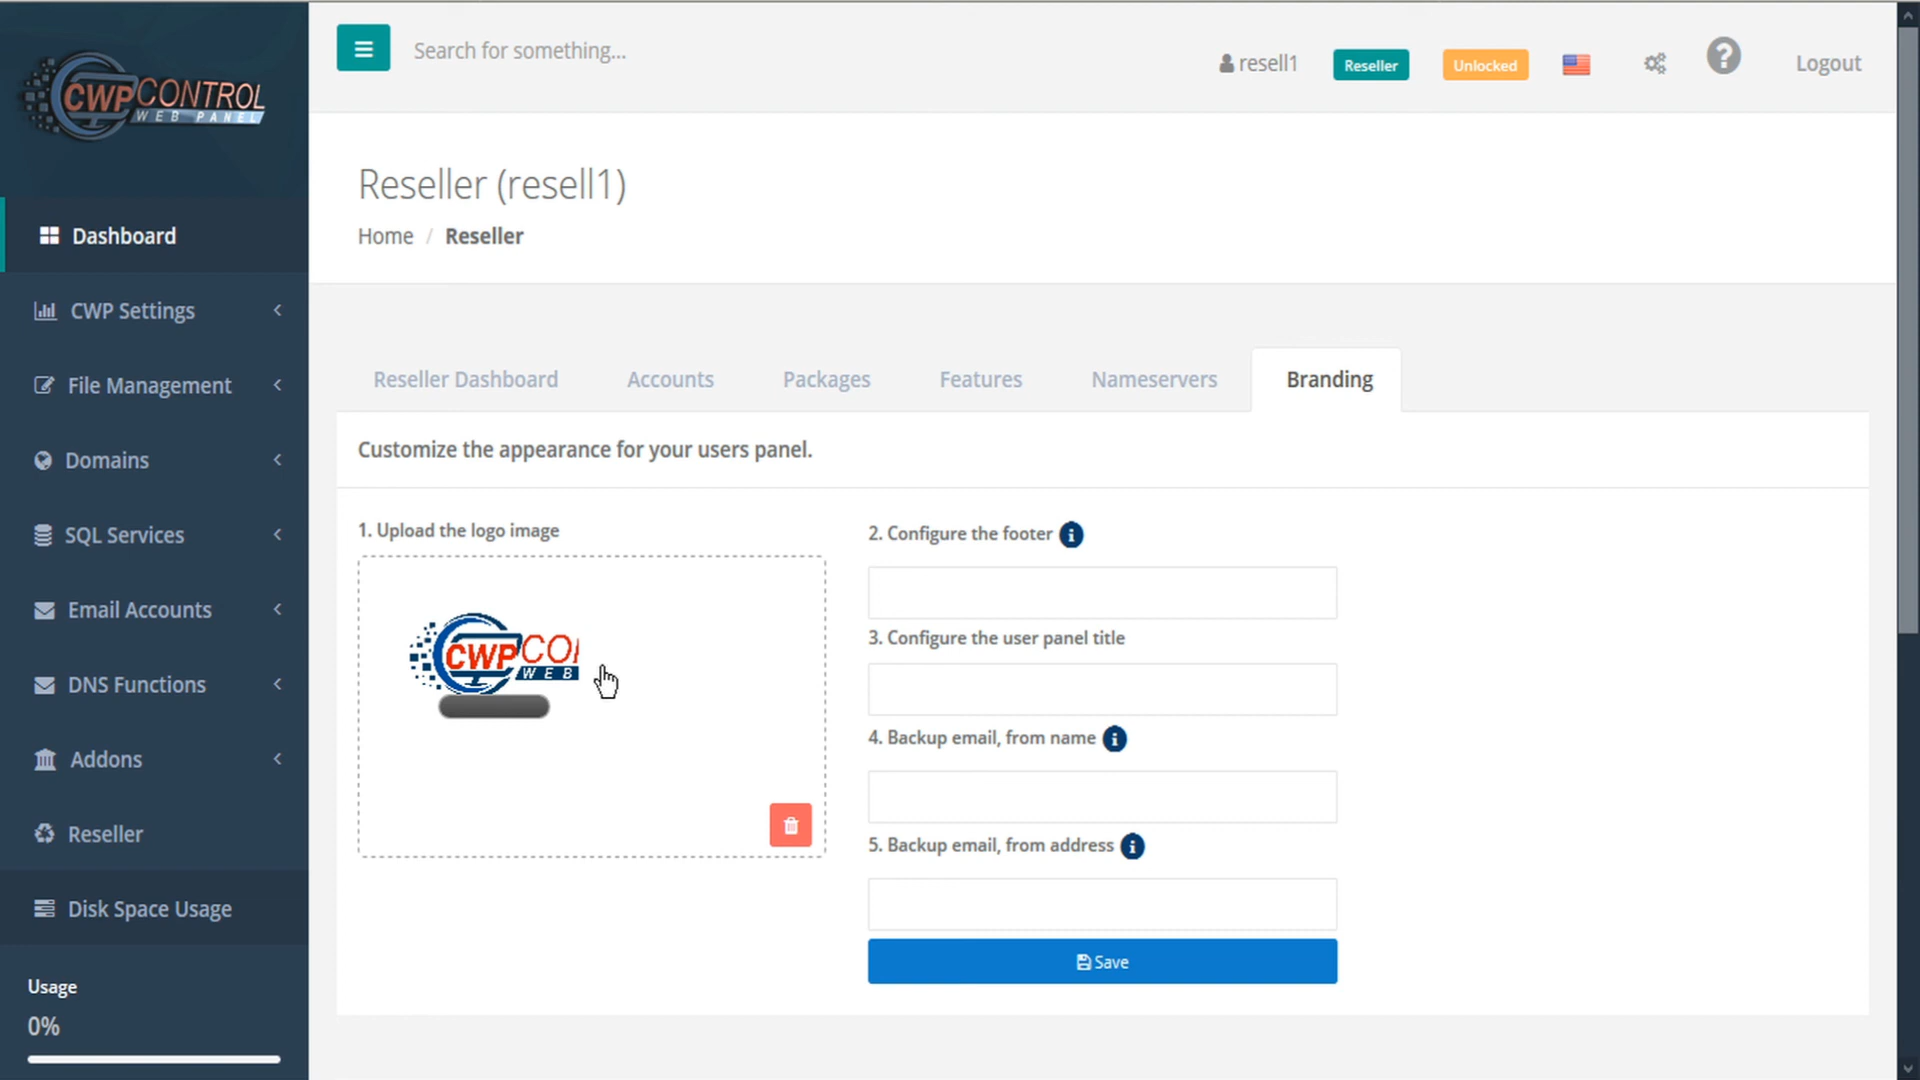 CWPCONTROL
WEB PANEL
Search for something...
resell1
Reseller
Unlocked
Logout
Reseller (resell1)
Home / Reseller
Dashboard
CWP Settings
File Management
Domains
SQL Services
Email Accounts
DNS Functions
Addons
Reseller
Disk Space Usage
Usage
0%
Reseller Dashboard
Accounts
Packages
Features
Nameservers
Branding
Customize the appearance for your users panel.
1. Upload the logo image
CWPCO
WEB
2. Configure the footer
3. Configure the user panel title
4. Backup email, from name
5. Backup email, from address
Save